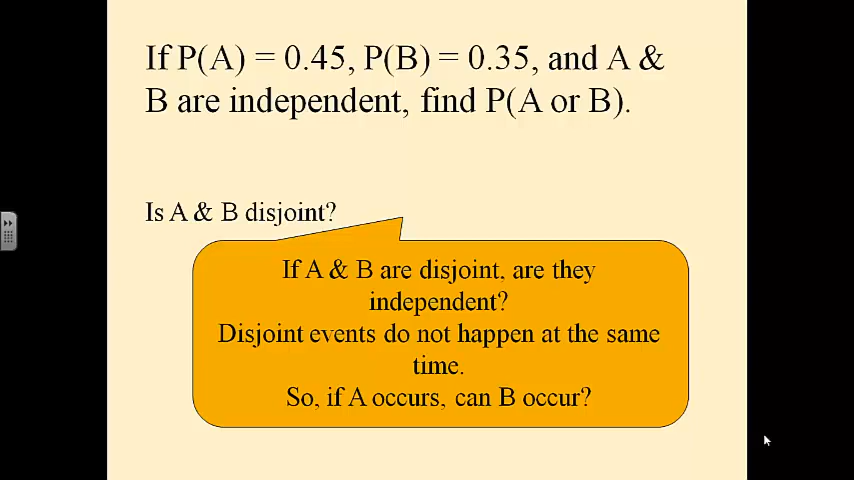 If P(A) = 0.45, P(B) = 0.35, and A &
B are independent, find P(A or B).
Is A & B disjoint?
If A & B are disjoint, are they
independent?
Disjoint events do not happen at the same
time.
So, if A occurs, can B occur?